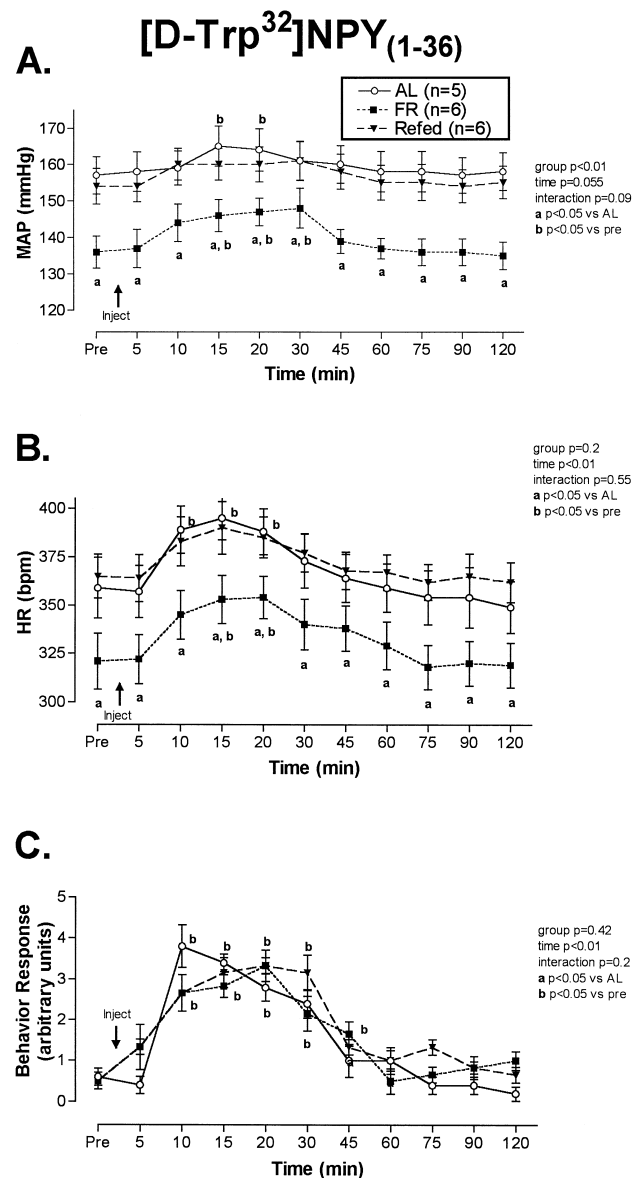 [D-Trp32]NPY(1-36)
A.
AL (n=5)
FR (n=6)
Refed (n=6)
MAP (mmHg)
170
160
150
140
130
120
b b
a a a a, b a, b a, b a a a a a
Inject
Pre 5 10 15 20 30 45 60 75 90 120
Time (min)
group p<0.01
time p=0.055
interaction p=0.09
a p<0.05 vs AL
b p<0.05 vs pre
B.
HR (bpm)
400
375
350
325
300
b b b
a a a a, b a, b a a a a a a
Inject
Pre 5 10 15 20 30 45 60 75 90 120
Time (min)
group p=0.2
time p<0.01
interaction p=0.55
a p<0.05 vs AL
b p<0.05 vs pre
C.
Behavior Response
(arbitrary units)
5
4
3
2
1
0
Inject
b b b b
b b b b b
Pre 5 10 15 20 30 45 60 75 90 120
Time (min)
group p=0.42
time p<0.01
interaction p=0.2
a p<0.05 vs AL
b p<0.05 vs pre